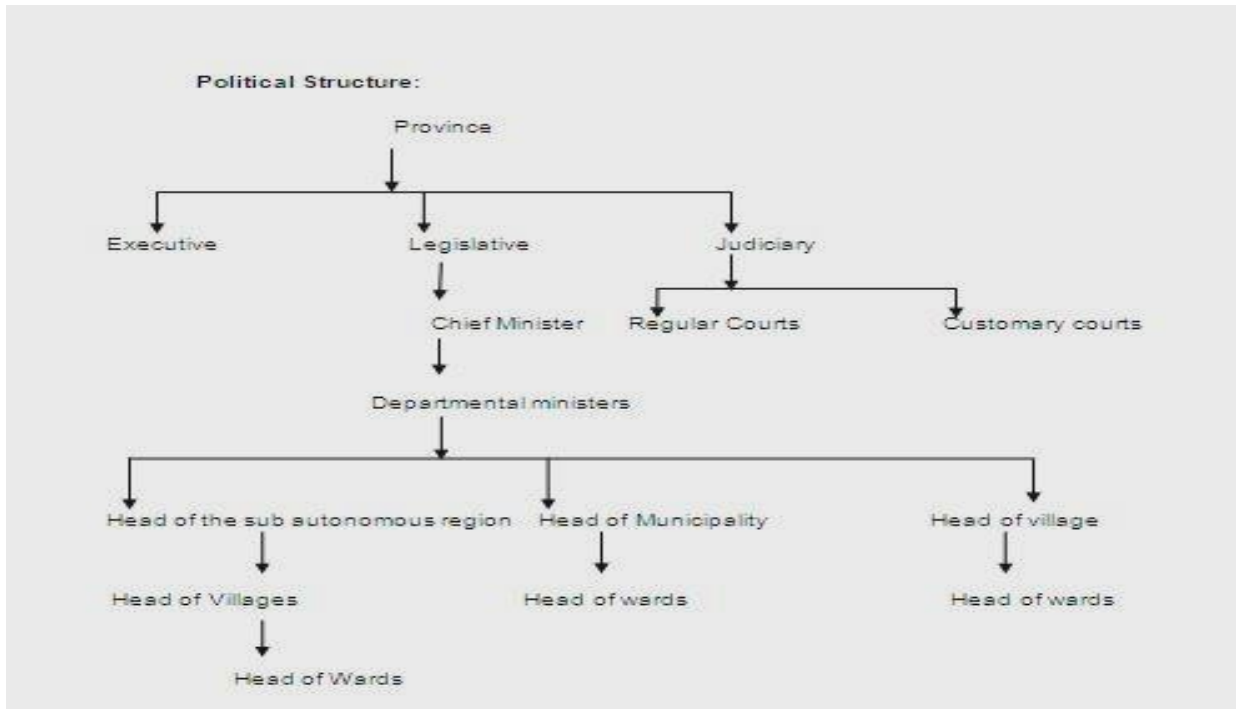 Political Structure:
Province
Executive Legislative Judiciary
Chief Minister Regular Courts Customary courts
Departmental ministers
Head of the sub autonomous region Head of Municipality Head of village
Head of Villages Head of wards Head of wards
Head of Wards